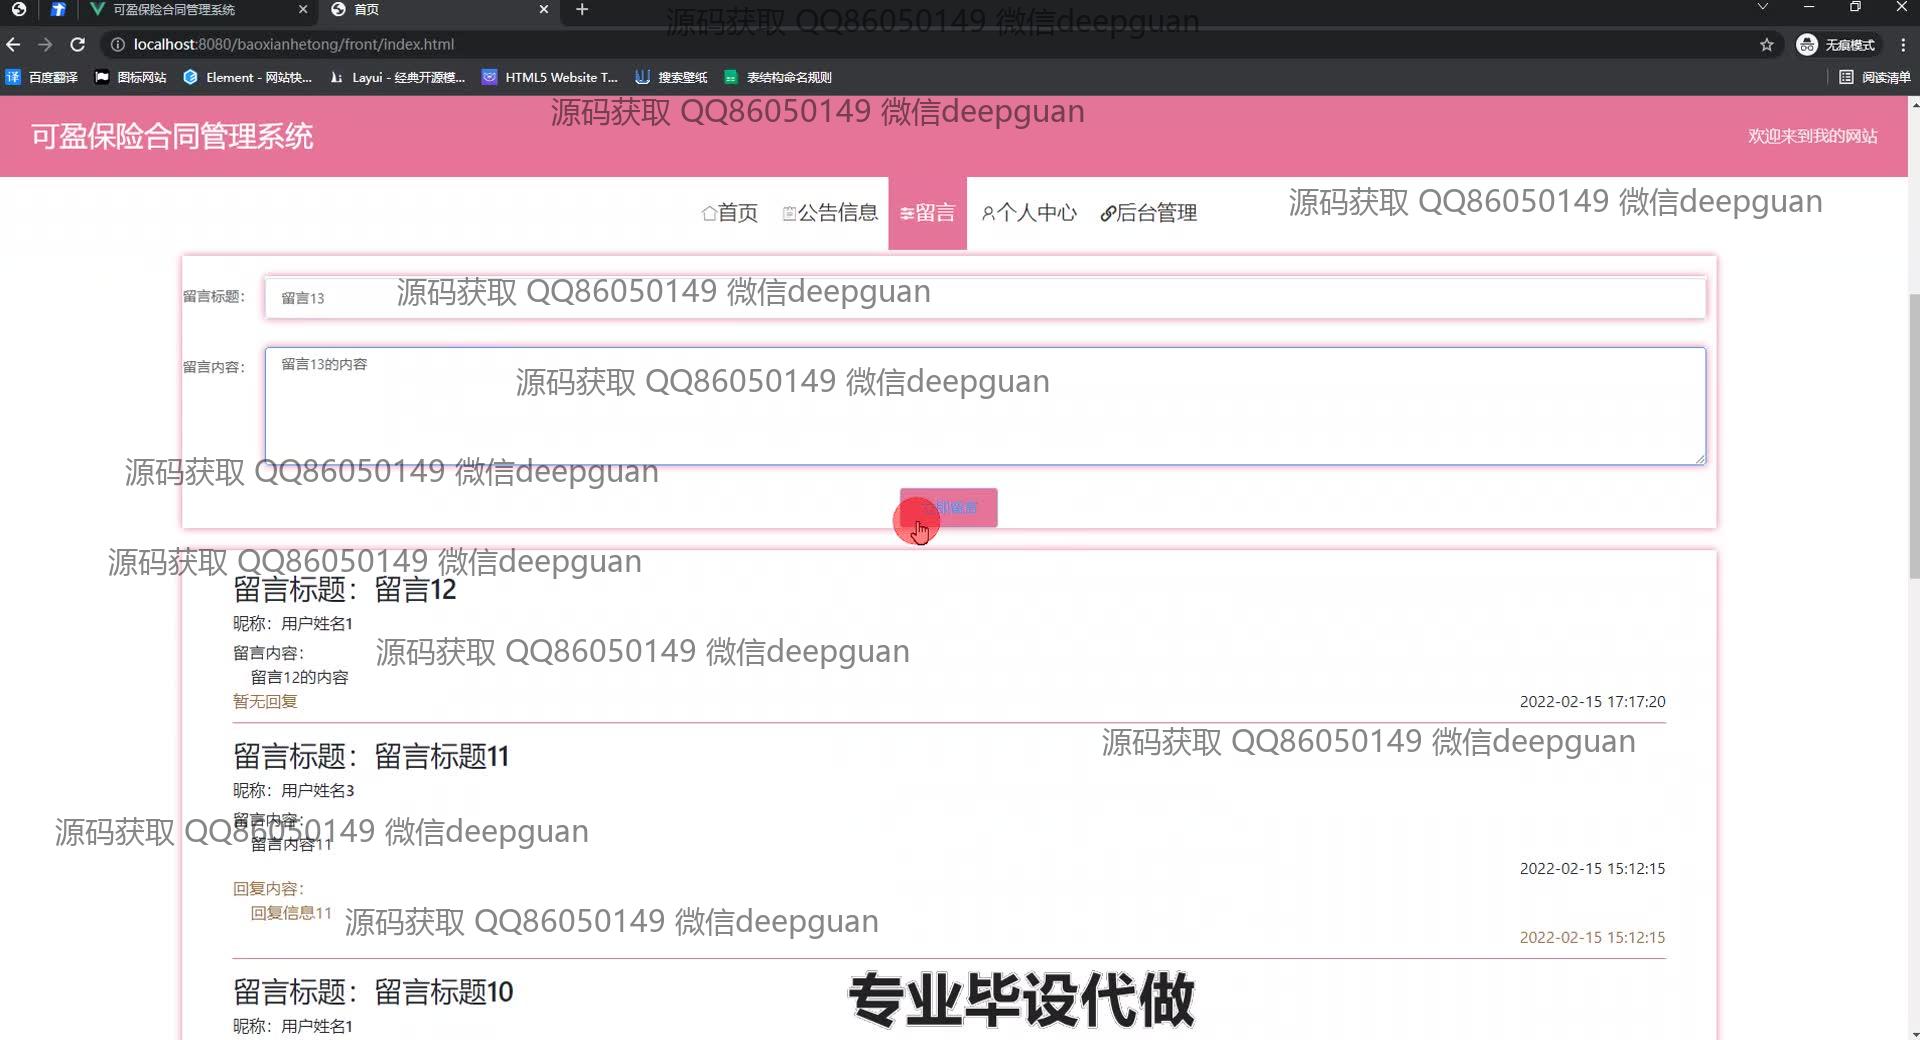 可盈保险合同管理系统
首页
源码获取 QQ86050149 微信deepguan
localhost:8080/baoxianhetong/front/index.html
无痕模式
百度翻译 图标网站 Element - 网站快... Layui - 经典开源模... HTML5 Website T... 搜索壁纸 表结构命名规则 阅读清单
源码获取 QQ86050149 微信deepguan
可盈保险合同管理系统
欢迎来到我的网站
首页 公告信息 留言 个人中心 后台管理
源码获取 QQ86050149 微信deepguan
留言标题： 留言13
源码获取 QQ86050149 微信deepguan
留言内容： 留言13的内容
源码获取 QQ86050149 微信deepguan
源码获取 QQ86050149 微信deepguan
立即留言
源码获取 QQ86050149 微信deepguan
留言标题：留言12
昵称：用户姓名1
留言内容：
源码获取 QQ86050149 微信deepguan
留言12的内容
暂无回复
2022-02-15 17:17:20
留言标题：留言标题11
源码获取 QQ86050149 微信deepguan
昵称：用户姓名3
留言内容：
源码获取 QQ86050149 微信deepguan
留言内容11
2022-02-15 15:12:15
回复内容：
回复信息11
源码获取 QQ86050149 微信deepguan
2022-02-15 15:12:15
留言标题：留言标题10
昵称：用户姓名1
专业毕设代做